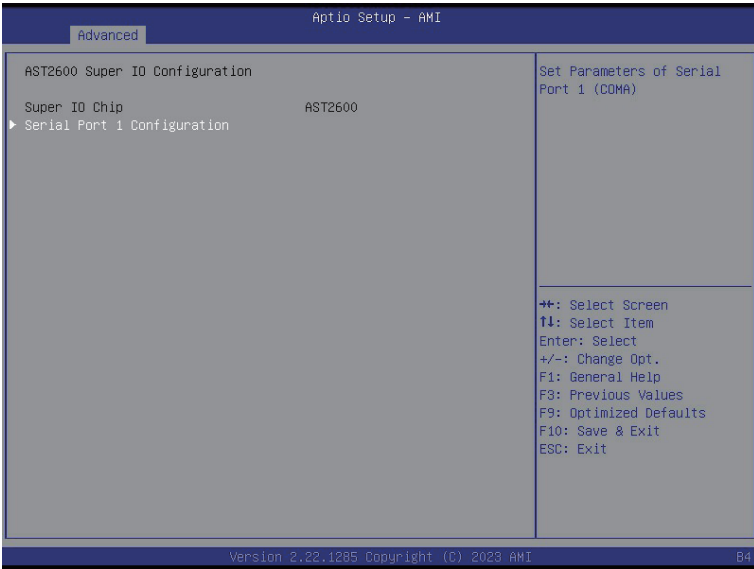 Aptio Setup – AMI
Advanced
AST2600 Super IO Configuration
Super IO Chip AST2600
▶ Serial Port 1 Configuration
Set Parameters of Serial
Port 1 (COMA)
→←: Select Screen
↑↓: Select Item
Enter: Select
+/-: Change Opt.
F1: General Help
F3: Previous Values
F9: Optimized Defaults
F10: Save & Exit
ESC: Exit
Version 2.22.1285 Copyright (C) 2023 AMI
B4